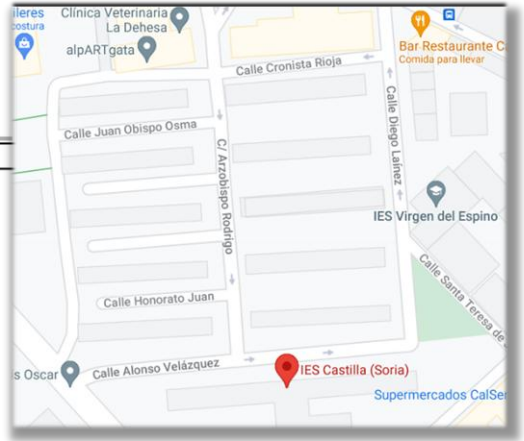 Clínica Veterinaria
La Dehesa
alpARTgata
Bar Restaurante
Comida para llevar
Calle Cronista Rioja
Calle Juan Obispo Osma
C/ Arzobispo Rodrigo
Calle Diego Laínez
IES Virgen del Espino
Calle Santa Teresa de
Calle Honorato Juan
Oscar
Calle Alonso Velázquez
IES Castilla (Soria)
Supermercados